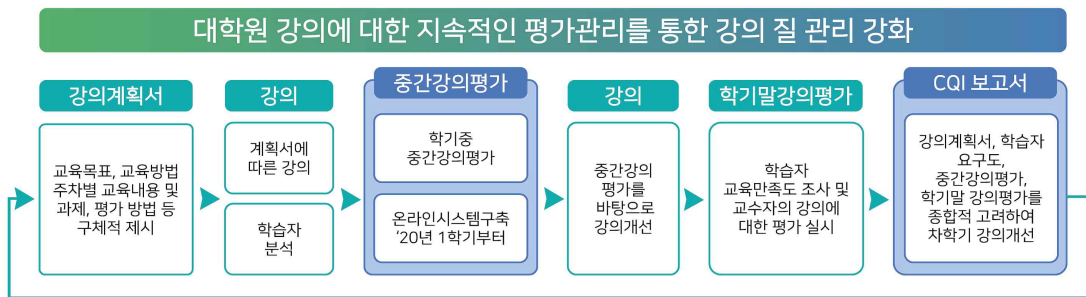 대학원 강의에 대한 지속적인 평가관리를 통한 강의 질 관리 강화
강의계획서
교육목표, 교육방법
주차별 교육내용 및
과제, 평가 방법 등
구체적 제시
강의
계획서에
따른 강의
학습자
분석
중간강의평가
학기중
중간강의평가
온라인시스템구축
‘20년 1학기부터
강의
중간강의
평가를
바탕으로
강의개선
학기말강의평가
학습자
교육만족도 조사 및
교수자의 강의에
대한 평가 실시
CQI 보고서
강의계획서, 학습자
요구도,
중간강의평가,
학기말 강의평가를
종합적 고려하여
차학기 강의개선